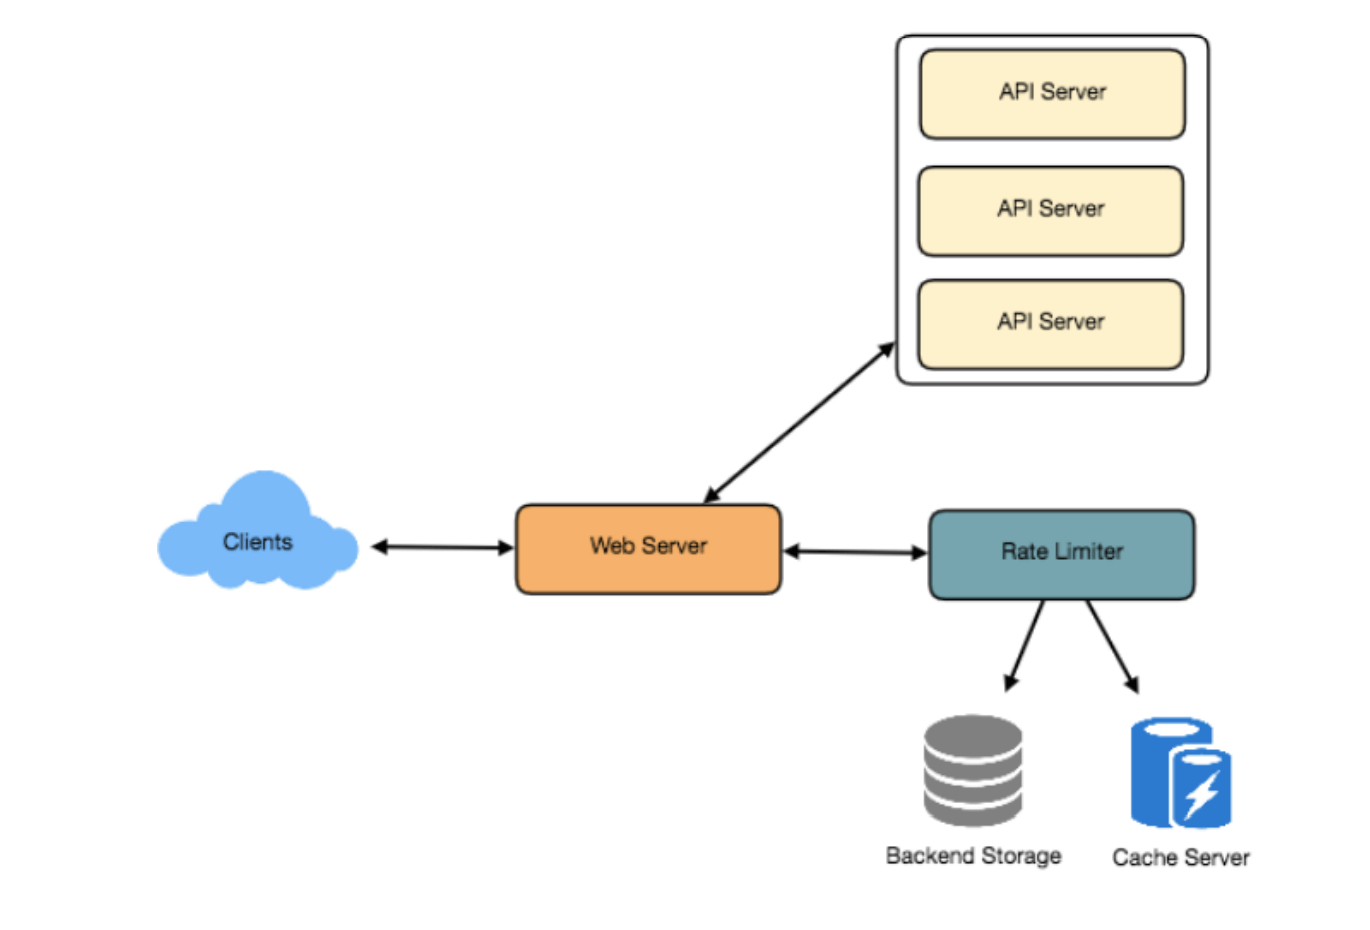 API Server
API Server
API Server
Clients
Web Server
Rate Limiter
Backend Storage
Cache Server